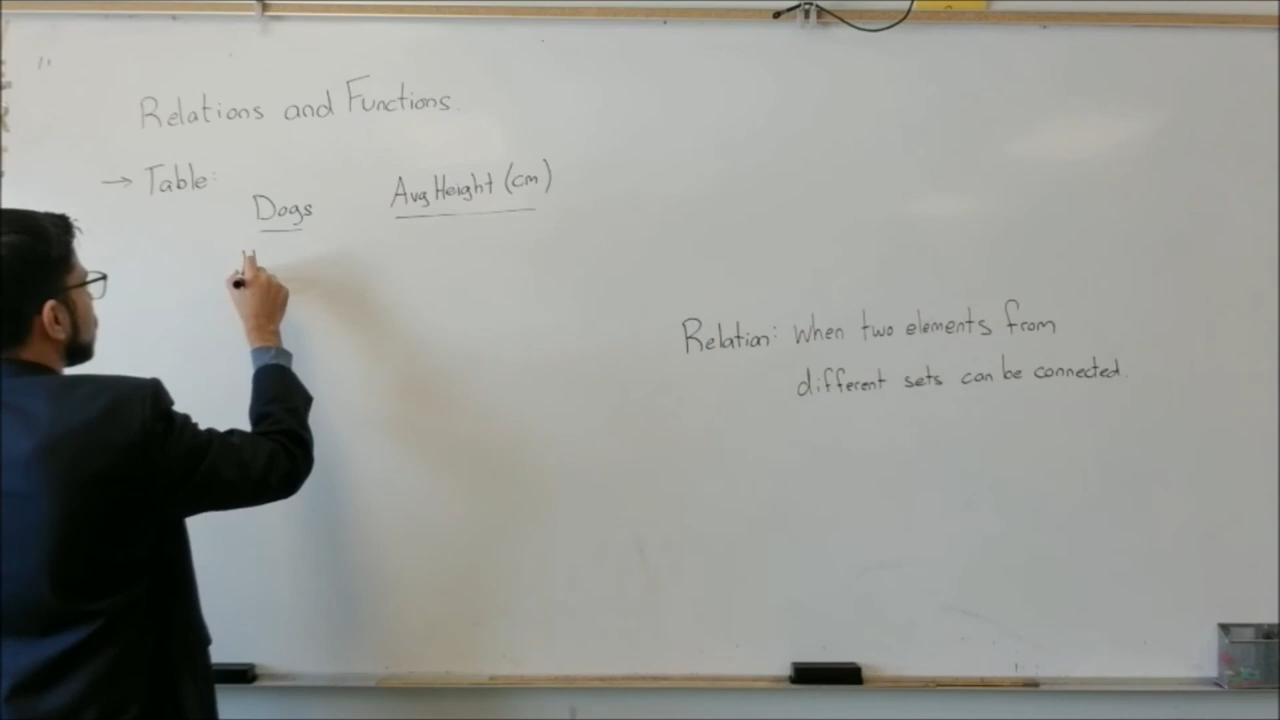 Relations and Functions.
→ Table:
Dogs
Avg Height (cm)
Relation: when two elements from
different sets can be connected.